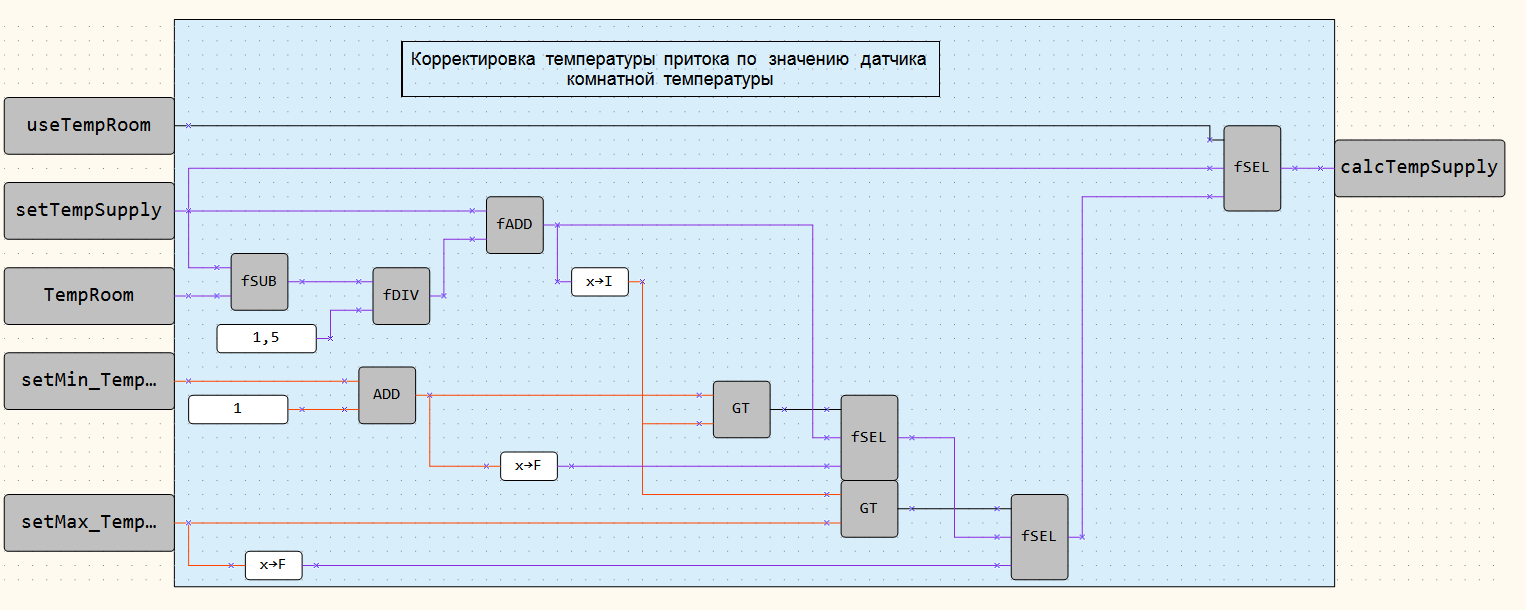 Корректировка температуры притока по значению датчика
комнатной температуры
useTempRoom
fSEL
calcTempSupply
setTempSupply
fADD
TempRoom
fSUB
fDIV
x→I
1,5
setMin_Temp…
ADD
1
GT
fSEL
x→F
setMax_Temp…
GT
fSEL
x→F